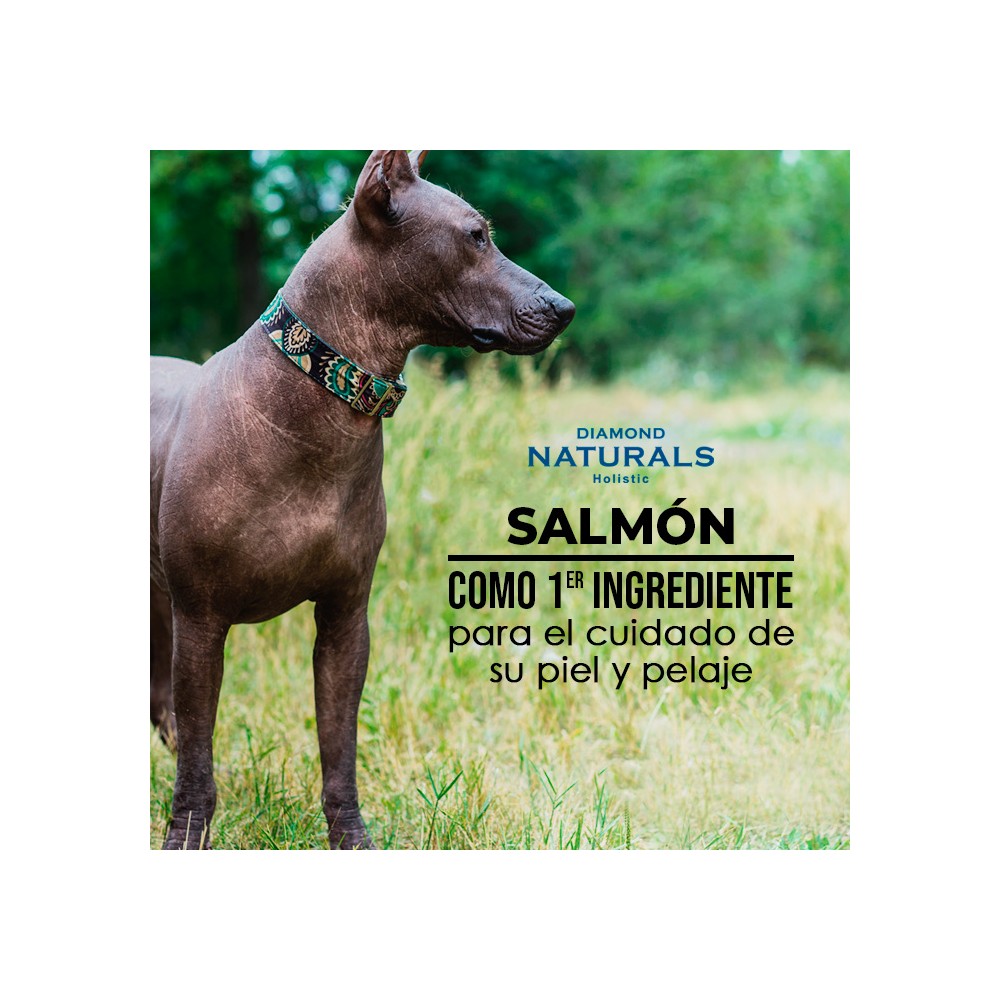 DIAMOND
NATURALS
Holistic
SALMÓN
COMO 1ER INGREDIENTE
para el cuidado de
su piel y pelaje